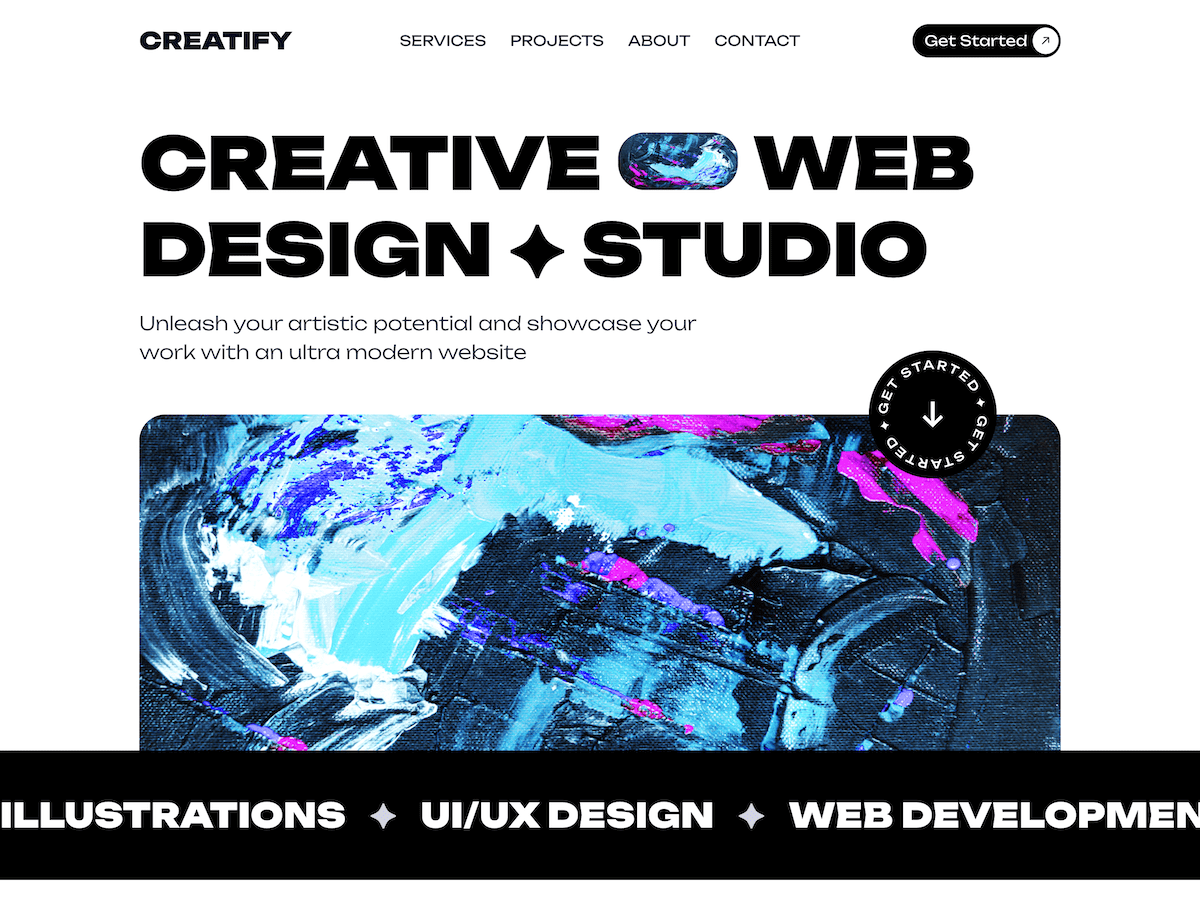 CREATIFY
SERVICES PROJECTS ABOUT CONTACT
Get Started
CREATIVE WEB
DESIGN STUDIO
Unleash your artistic potential and showcase your
work with an ultra modern website
GET STARTED GET STARTED
ILLUSTRATIONS UI/UX DESIGN WEB DEVELOPMEN